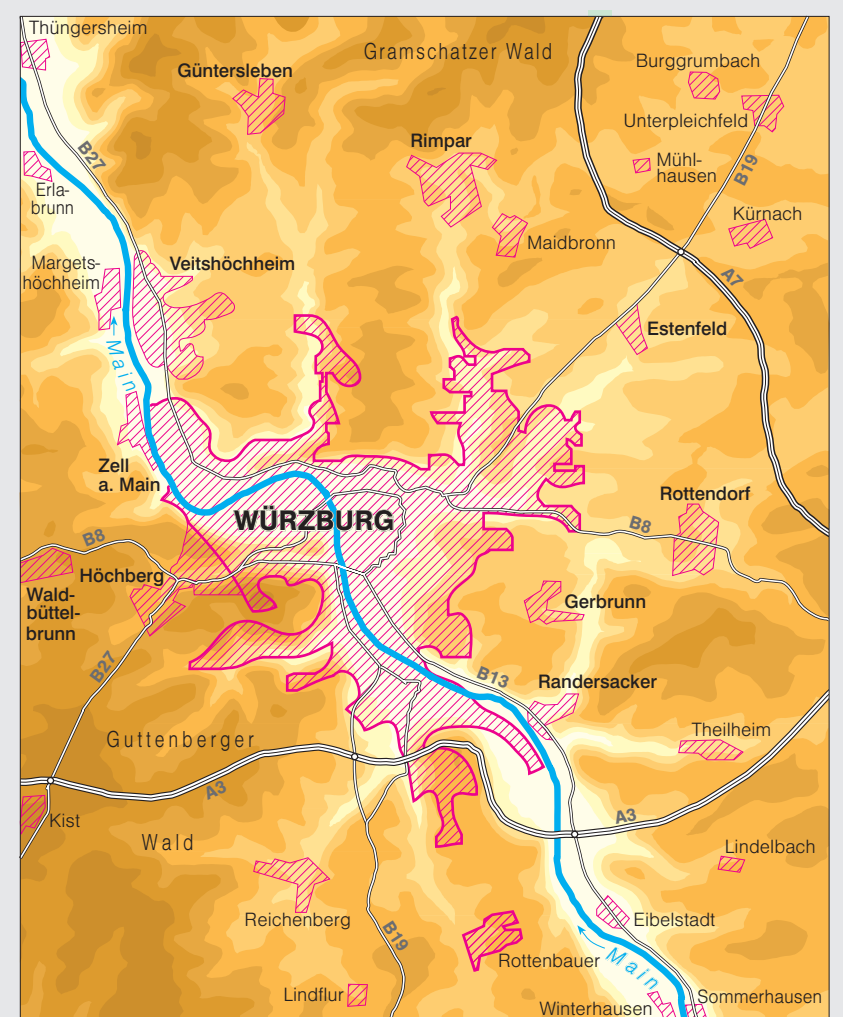 Thüngersheim
Gramschatzer Wald
Burggrumbach
Güntersleben
Unterpleichfeld
B27
Rimpar
Mühl-
hausen
B19
Erla-
brunn
Kürnach
Maidbronn
Margets-
höchheim
Veitshöchheim
A7
Estenfeld
Main
Zell
a. Main
Rottendorf
WÜRZBURG
B8
B8
Höchberg
Wald-
büttel-
brunn
Gerbrunn
B27
B13
Randersacker
Guttenberger
Theilheim
A3
A3
Kist
Wald
Lindelbach
Reichenberg
Eibelstadt
B19
Rottenbauer
Main
Lindflur
Winterhausen
Sommerhausen